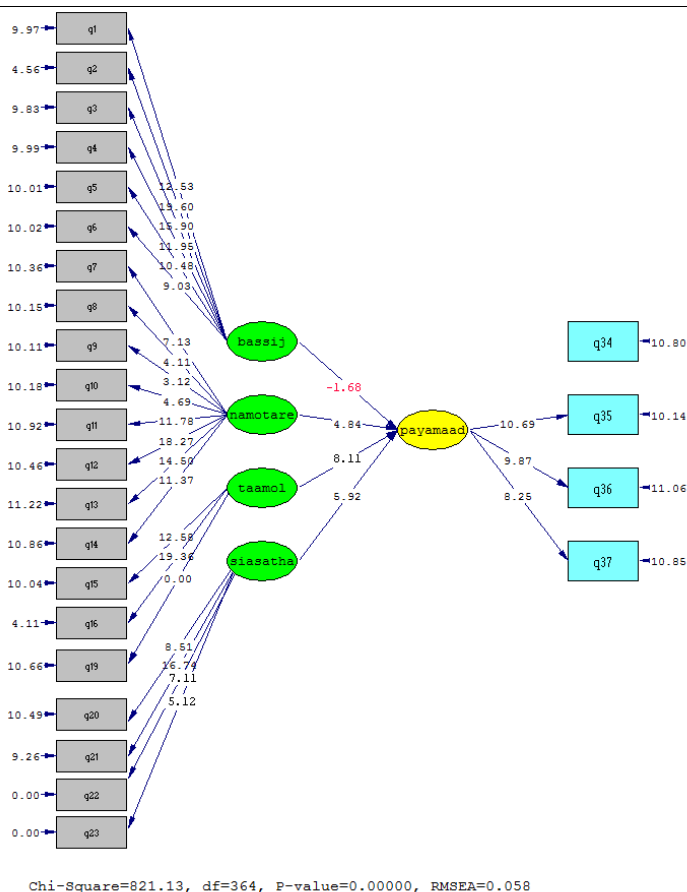 9.97 q1
4.56 q2
9.83 q3
9.99 q4
10.01 q5
10.02 q6
10.36 q7
10.15 q8
10.11 q9
10.18 q10
10.92 q11
10.46 q12
11.22 q13
10.86 q14
10.04 q15
4.11 q16
10.66 q19
10.49 q20
9.26 q21
0.00 q22
0.00 q23
12.53
19.60
15.90
11.95
10.48
9.03
7.13
4.11
3.12
4.69
11.78
18.27
14.50
11.37
12.58
19.36
0.00
8.51
16.74
7.11
5.12
bassij
namotare
taamol
siasatha
-1.68
4.84
8.11
5.92
payamaad
10.69
9.87
8.25
q34 10.80
q35 10.14
q36 11.06
q37 10.85
Chi-Square=821.13, df=364, P-value=0.00000, RMSEA=0.058